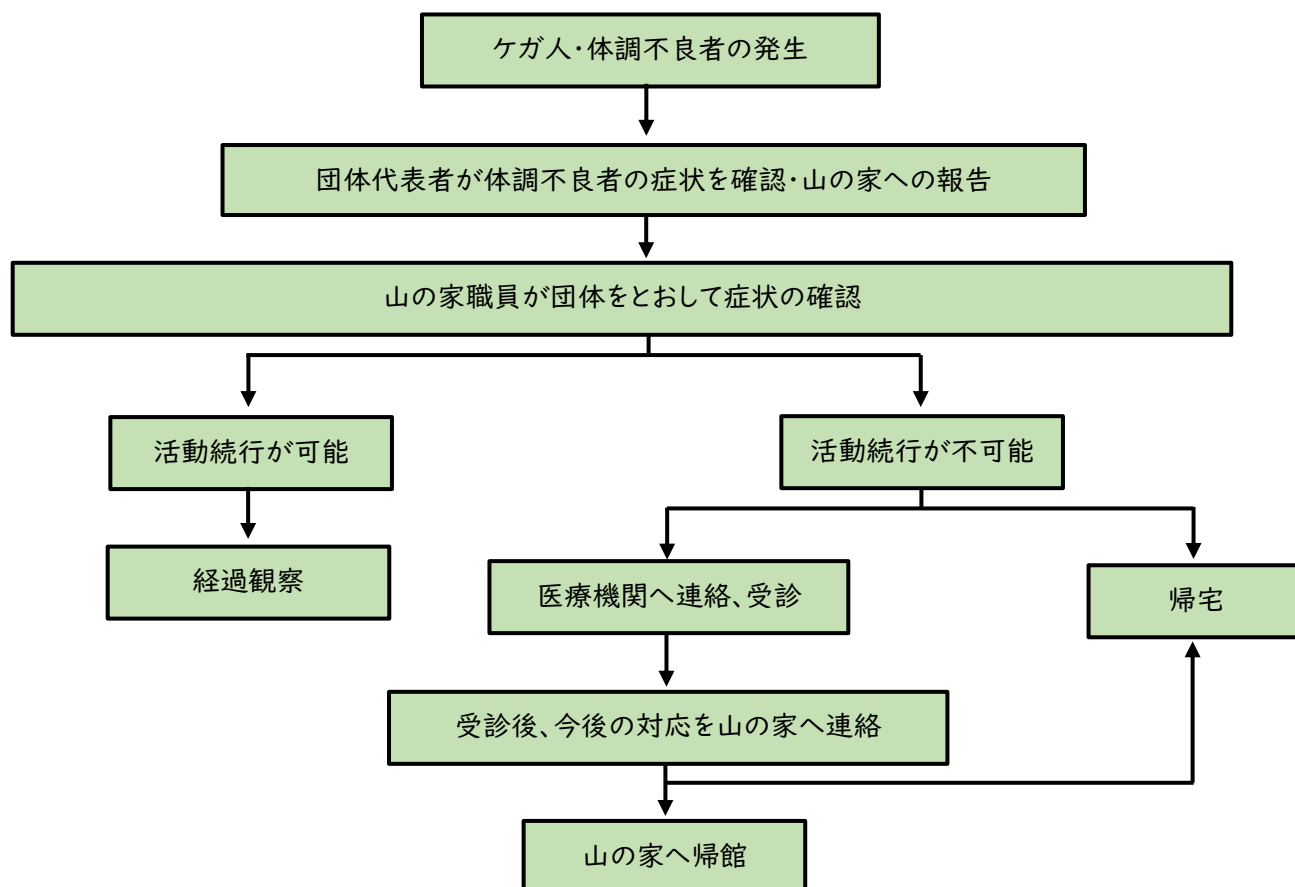 ケガ人・体調不良者の発生
団体代表者が体調不良者の症状を確認・山の家への報告
山の家職員が団体をとおして症状の確認
活動続行が可能
活動続行が不可能
経過観察
医療機関へ連絡、受診
帰宅
受診後、今後の対応を山の家へ連絡
山の家へ帰館